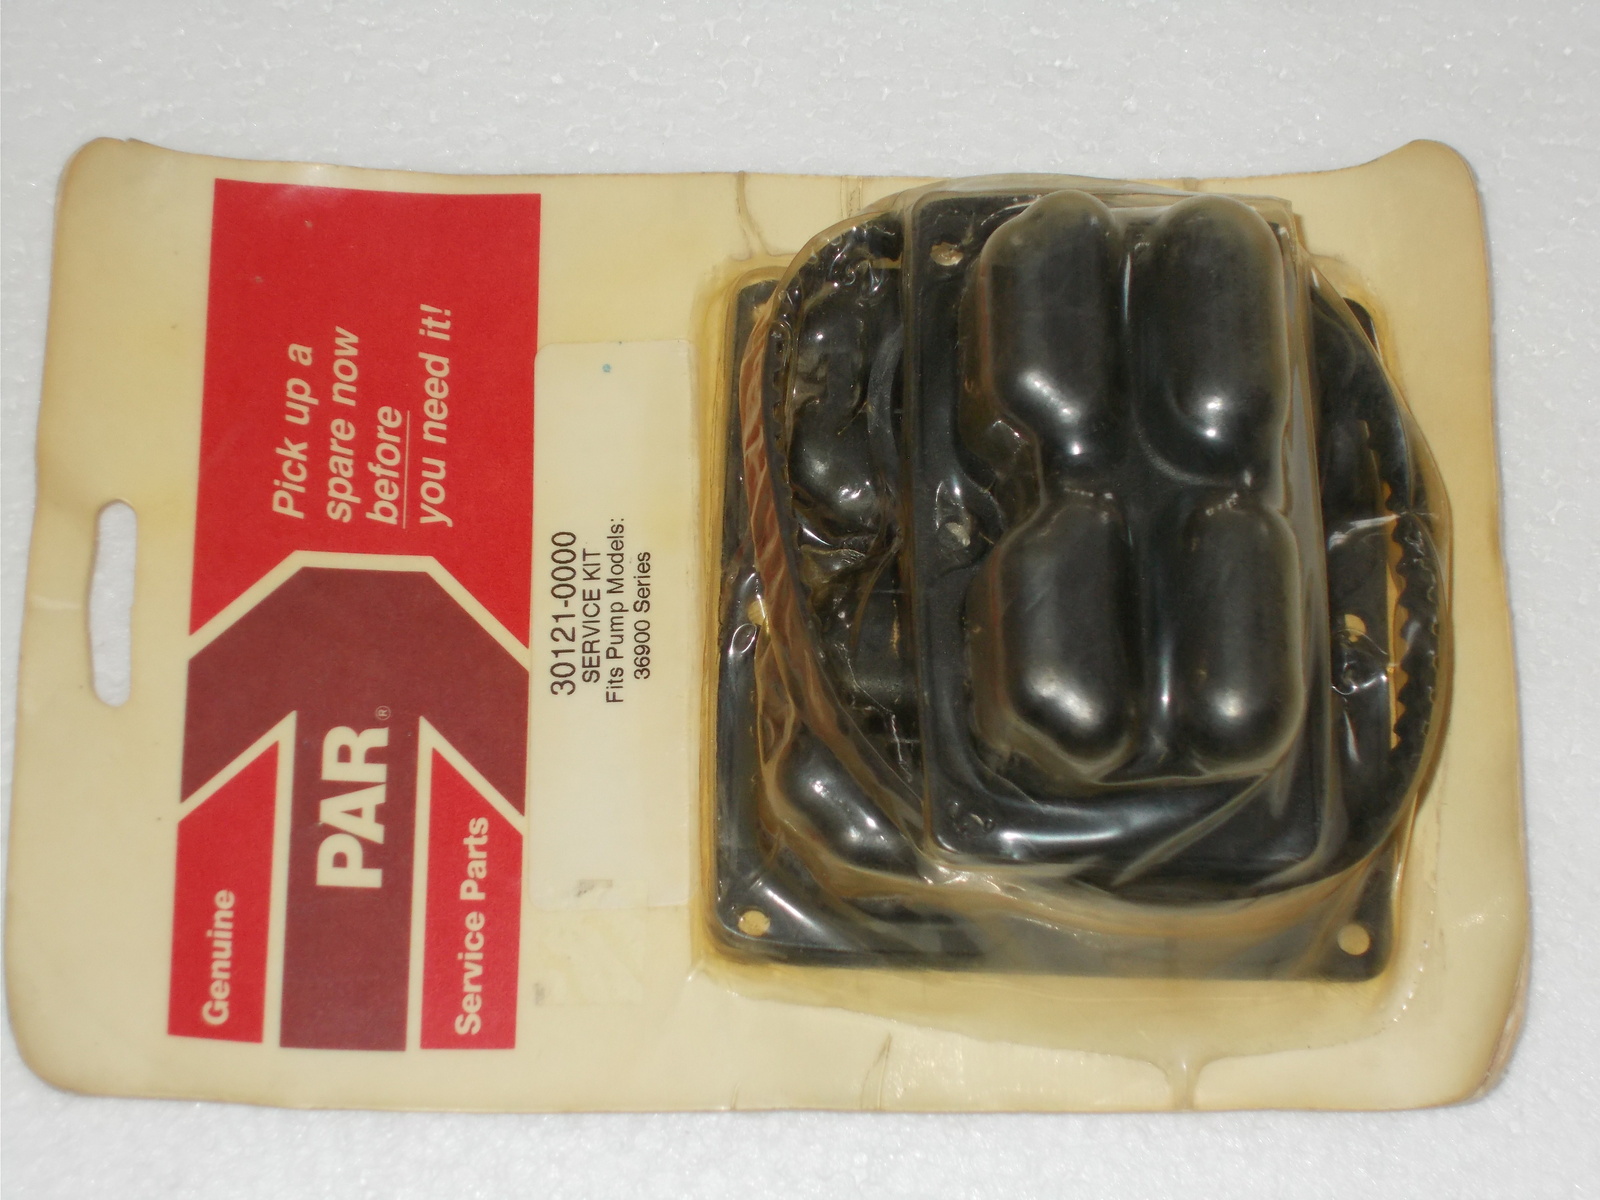 Pick up a
spare now
before
you need it!
PAR®
Genuine
Service Parts
30121-0000
SERVICE KIT
Fits Pump Models:
36900 Series